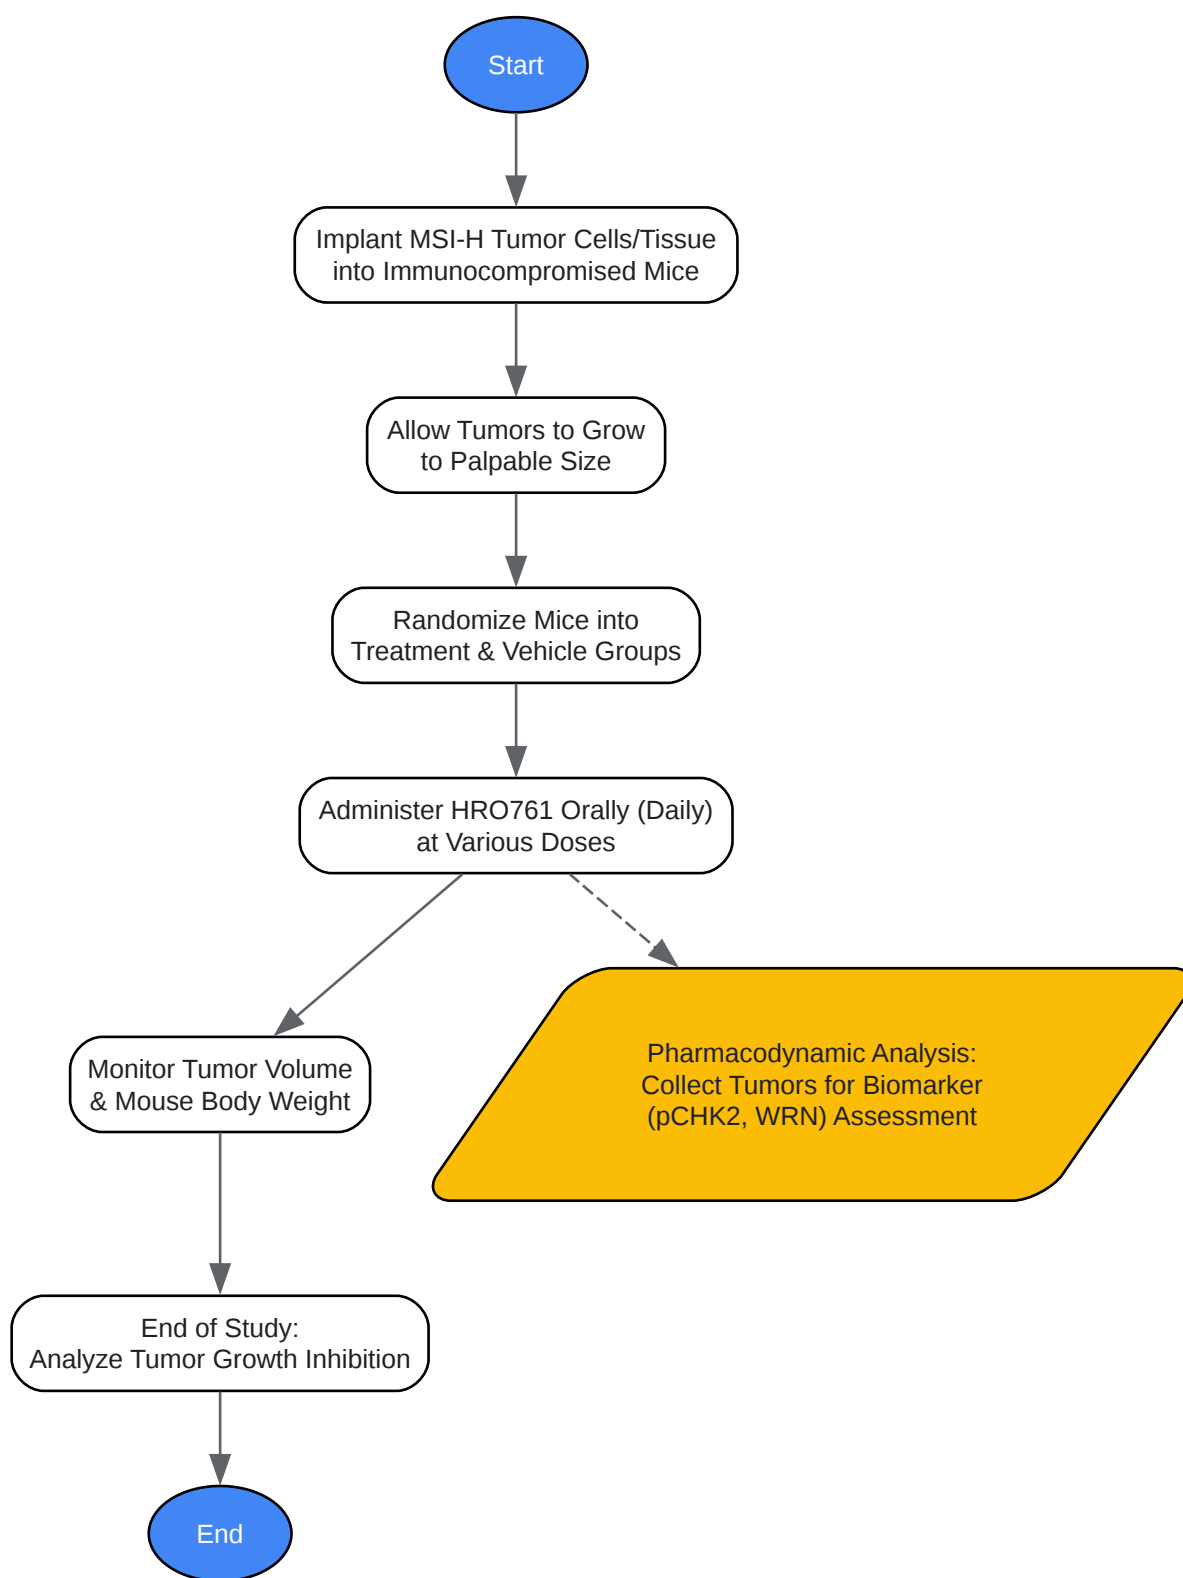 Start
Implant MSI-H Tumor Cells/Tissue
into Immunocompromised Mice
Allow Tumors to Grow
to Palpable Size
Randomize Mice into
Treatment & Vehicle Groups
Administer HRO761 Orally (Daily)
at Various Doses
Monitor Tumor Volume
& Mouse Body Weight
Pharmacodynamic Analysis:
Collect Tumors for Biomarker
(pCHK2, WRN) Assessment
End of Study:
Analyze Tumor Growth Inhibition
End